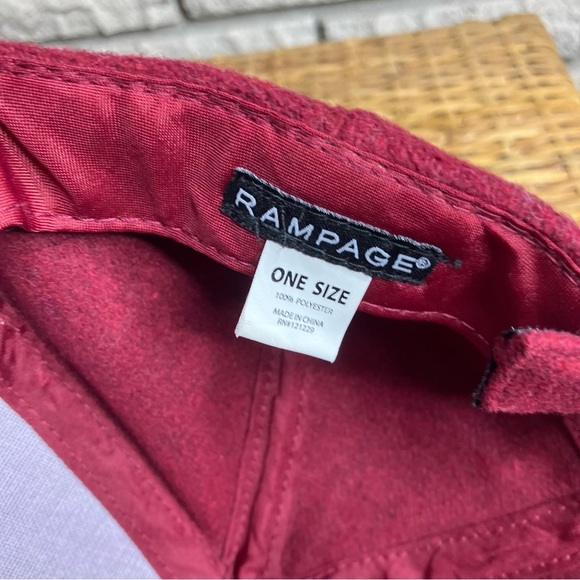 RAMPAGE®
ONE SIZE
100% POLYESTER
MADE IN CHINA
RN#121229